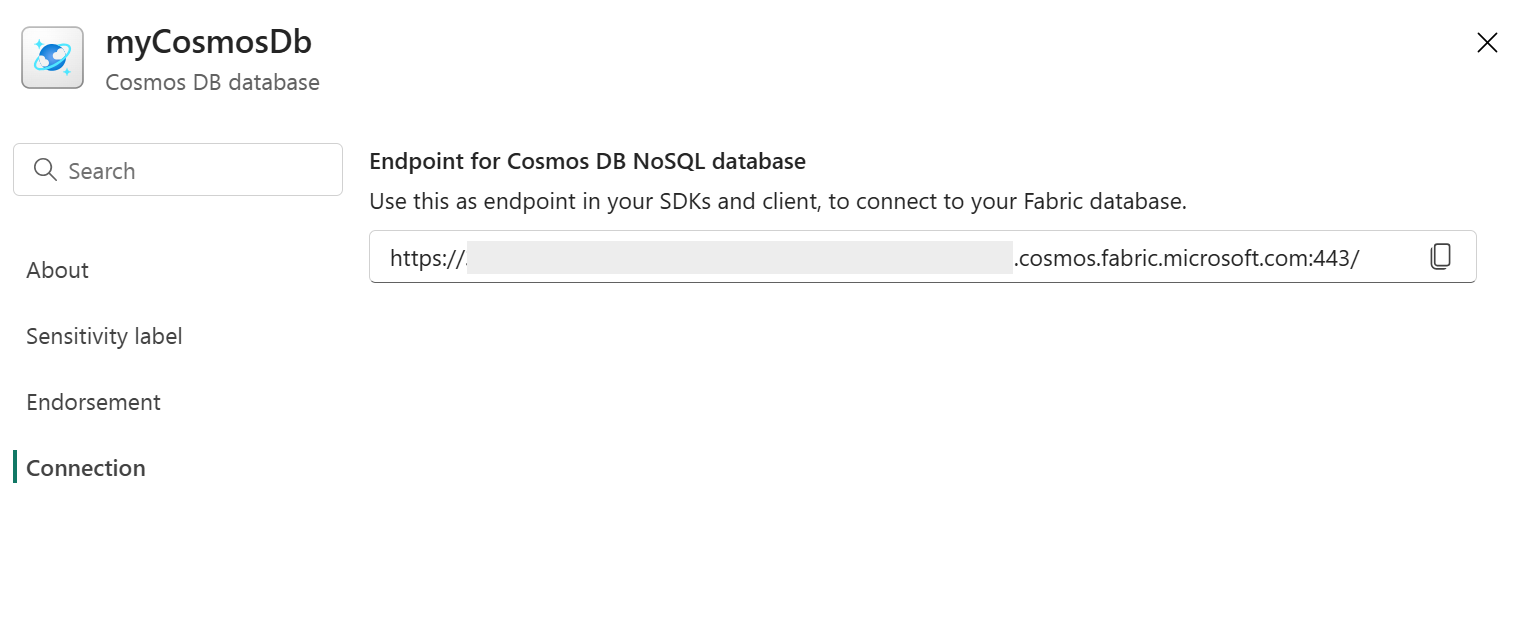 myCosmosDb
Cosmos DB database
Search
About
Sensitivity label
Endorsement
Connection
Endpoint for Cosmos DB NoSQL database
Use this as endpoint in your SDKs and client, to connect to your Fabric database.
https:// .cosmos.fabric.microsoft.com:443/